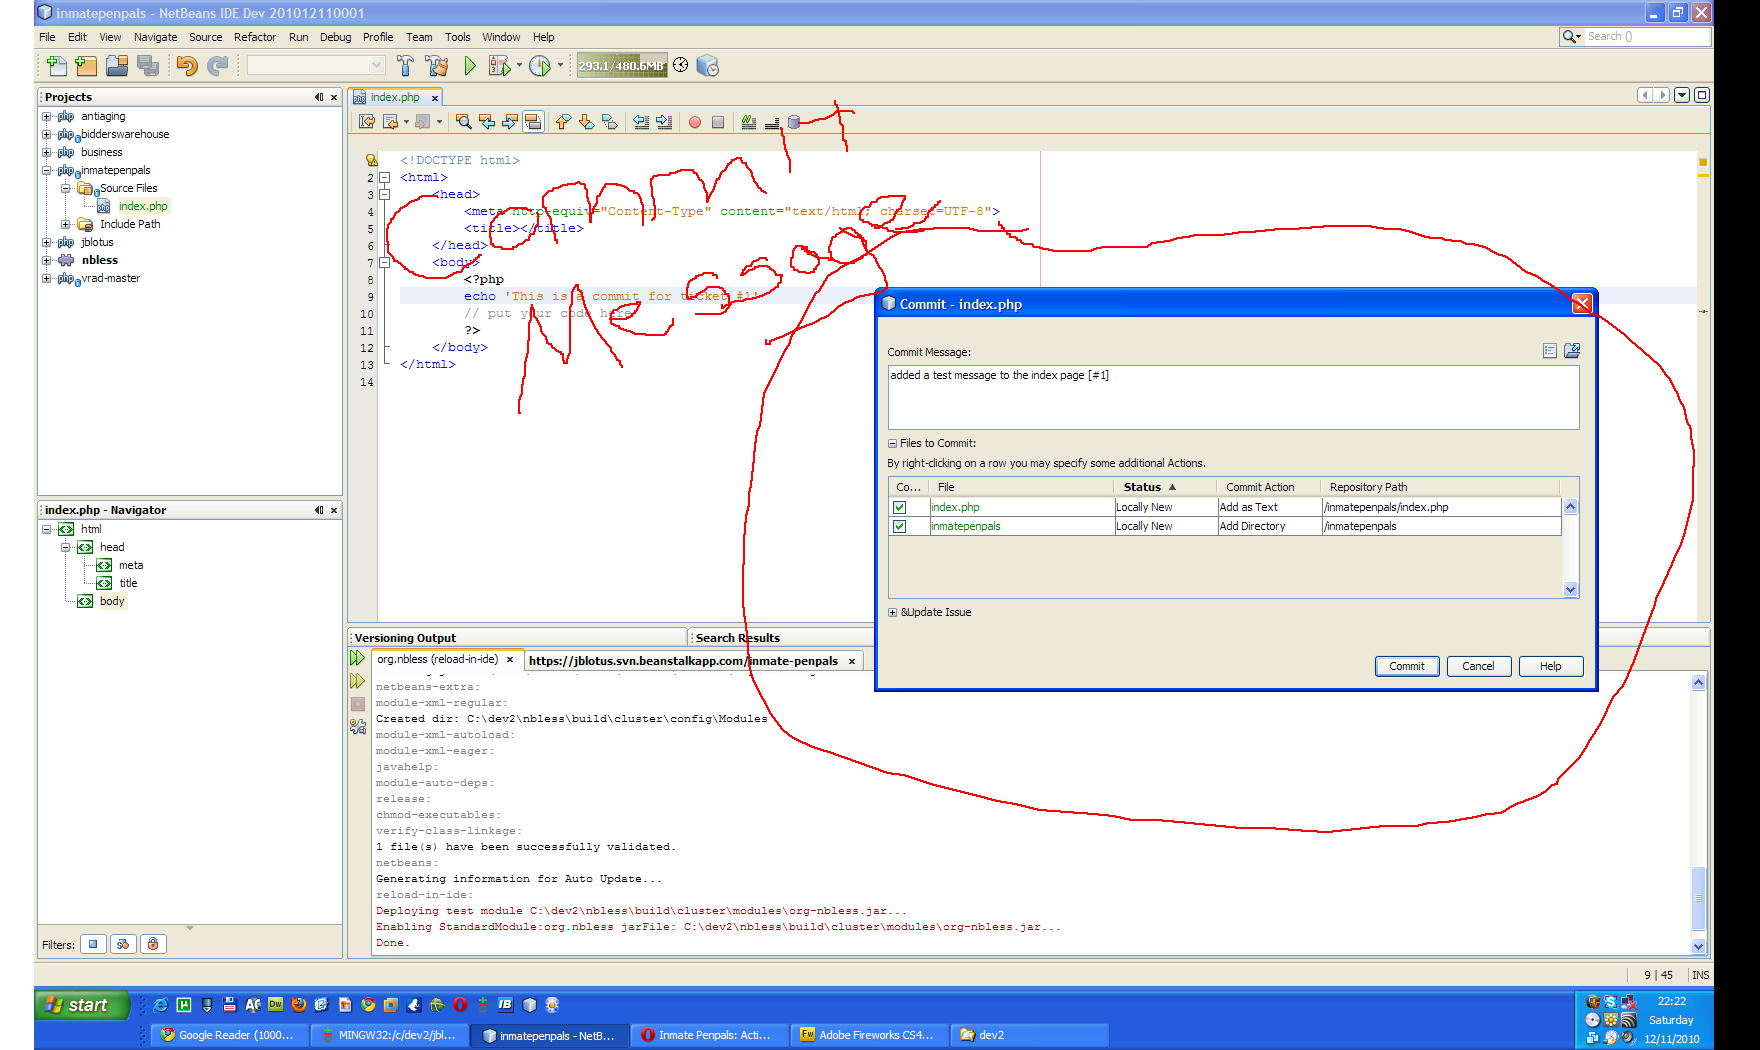 inmatepenpals - NetBeans IDE Dev 201012110001
File Edit View Navigate Source Refactor Run Debug Profile Team Tools Window Help
Search ()
293.1/480.6MB
Projects
index.php
antiaging
bidderswarehouse
business
inmatepenpals
Source Files
index.php
Include Path
jblotus
nbless
vrad-master
<!DOCTYPE html>
2 <html>
3 <head>
4 <meta http-equiv="Content-Type" content="text/html; charset=UTF-8">
5 <title></title>
6 </head>
7 <body>
8 <?php
9 echo 'This is a commit for ticket #1'
10 // put your code here
11 ?>
12 </body>
13 </html>
14
Commit
Message
Commit - index.php
Commit Message:
added a test message to the index page [#1]
Files to Commit:
By right-clicking on a row you may specify some additional Actions.
Co... File Status Commit Action Repository Path
index.php Locally New Add as Text /inmatepenpals/index.php
inmatepenpals Locally New Add Directory /inmatepenpals
&Update Issue
Commit Cancel Help
index.php - Navigator
html
head
meta
title
body
Filters:
Versioning Output Search Results
org.nbless (reload-in-ide) https://jblotus.svn.beanstalkapp.com/inmate-penpals
netbeans-extra:
module-xml-regular:
Created dir: C:\dev2\nbless\build\cluster\config\Modules
module-xml-autoload:
module-xml-eager:
javahelp:
module-auto-deps:
release:
chmod-executables:
verify-class-linkage:
1 file(s) have been successfully validated.
netbeans:
Generating information for Auto Update...
reload-in-ide:
Deploying test module C:\dev2\nbless\build\cluster\modules\org-nbless.jar...
Enabling StandardModule:org.nbless jarFile: C:\dev2\nbless\build\cluster\modules\org-nbless.jar...
Done.
9 | 45 INS
start
Google Reader (1000... MINGW32:/c/dev2/jbl... inmatepenpals - NetB... Inmate Penpals: Acti... Adobe Fireworks CS4... dev2
22:22
Saturday
12/11/2010